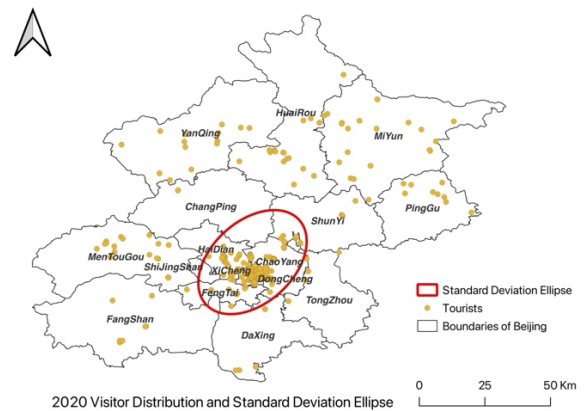 HuaiRou
YanQing
MiYun
ChangPing
ShunYi
PingGu
HaiDian
MenTouGou
ShiJingShan
XiCheng
ChaoYang
DongCheng
FengTai
TongZhou
FangShan
DaXing
Standard Deviation Ellipse
Tourists
Boundaries of Beijing
0 25 50 Km
2020 Visitor Distribution and Standard Deviation Ellipse